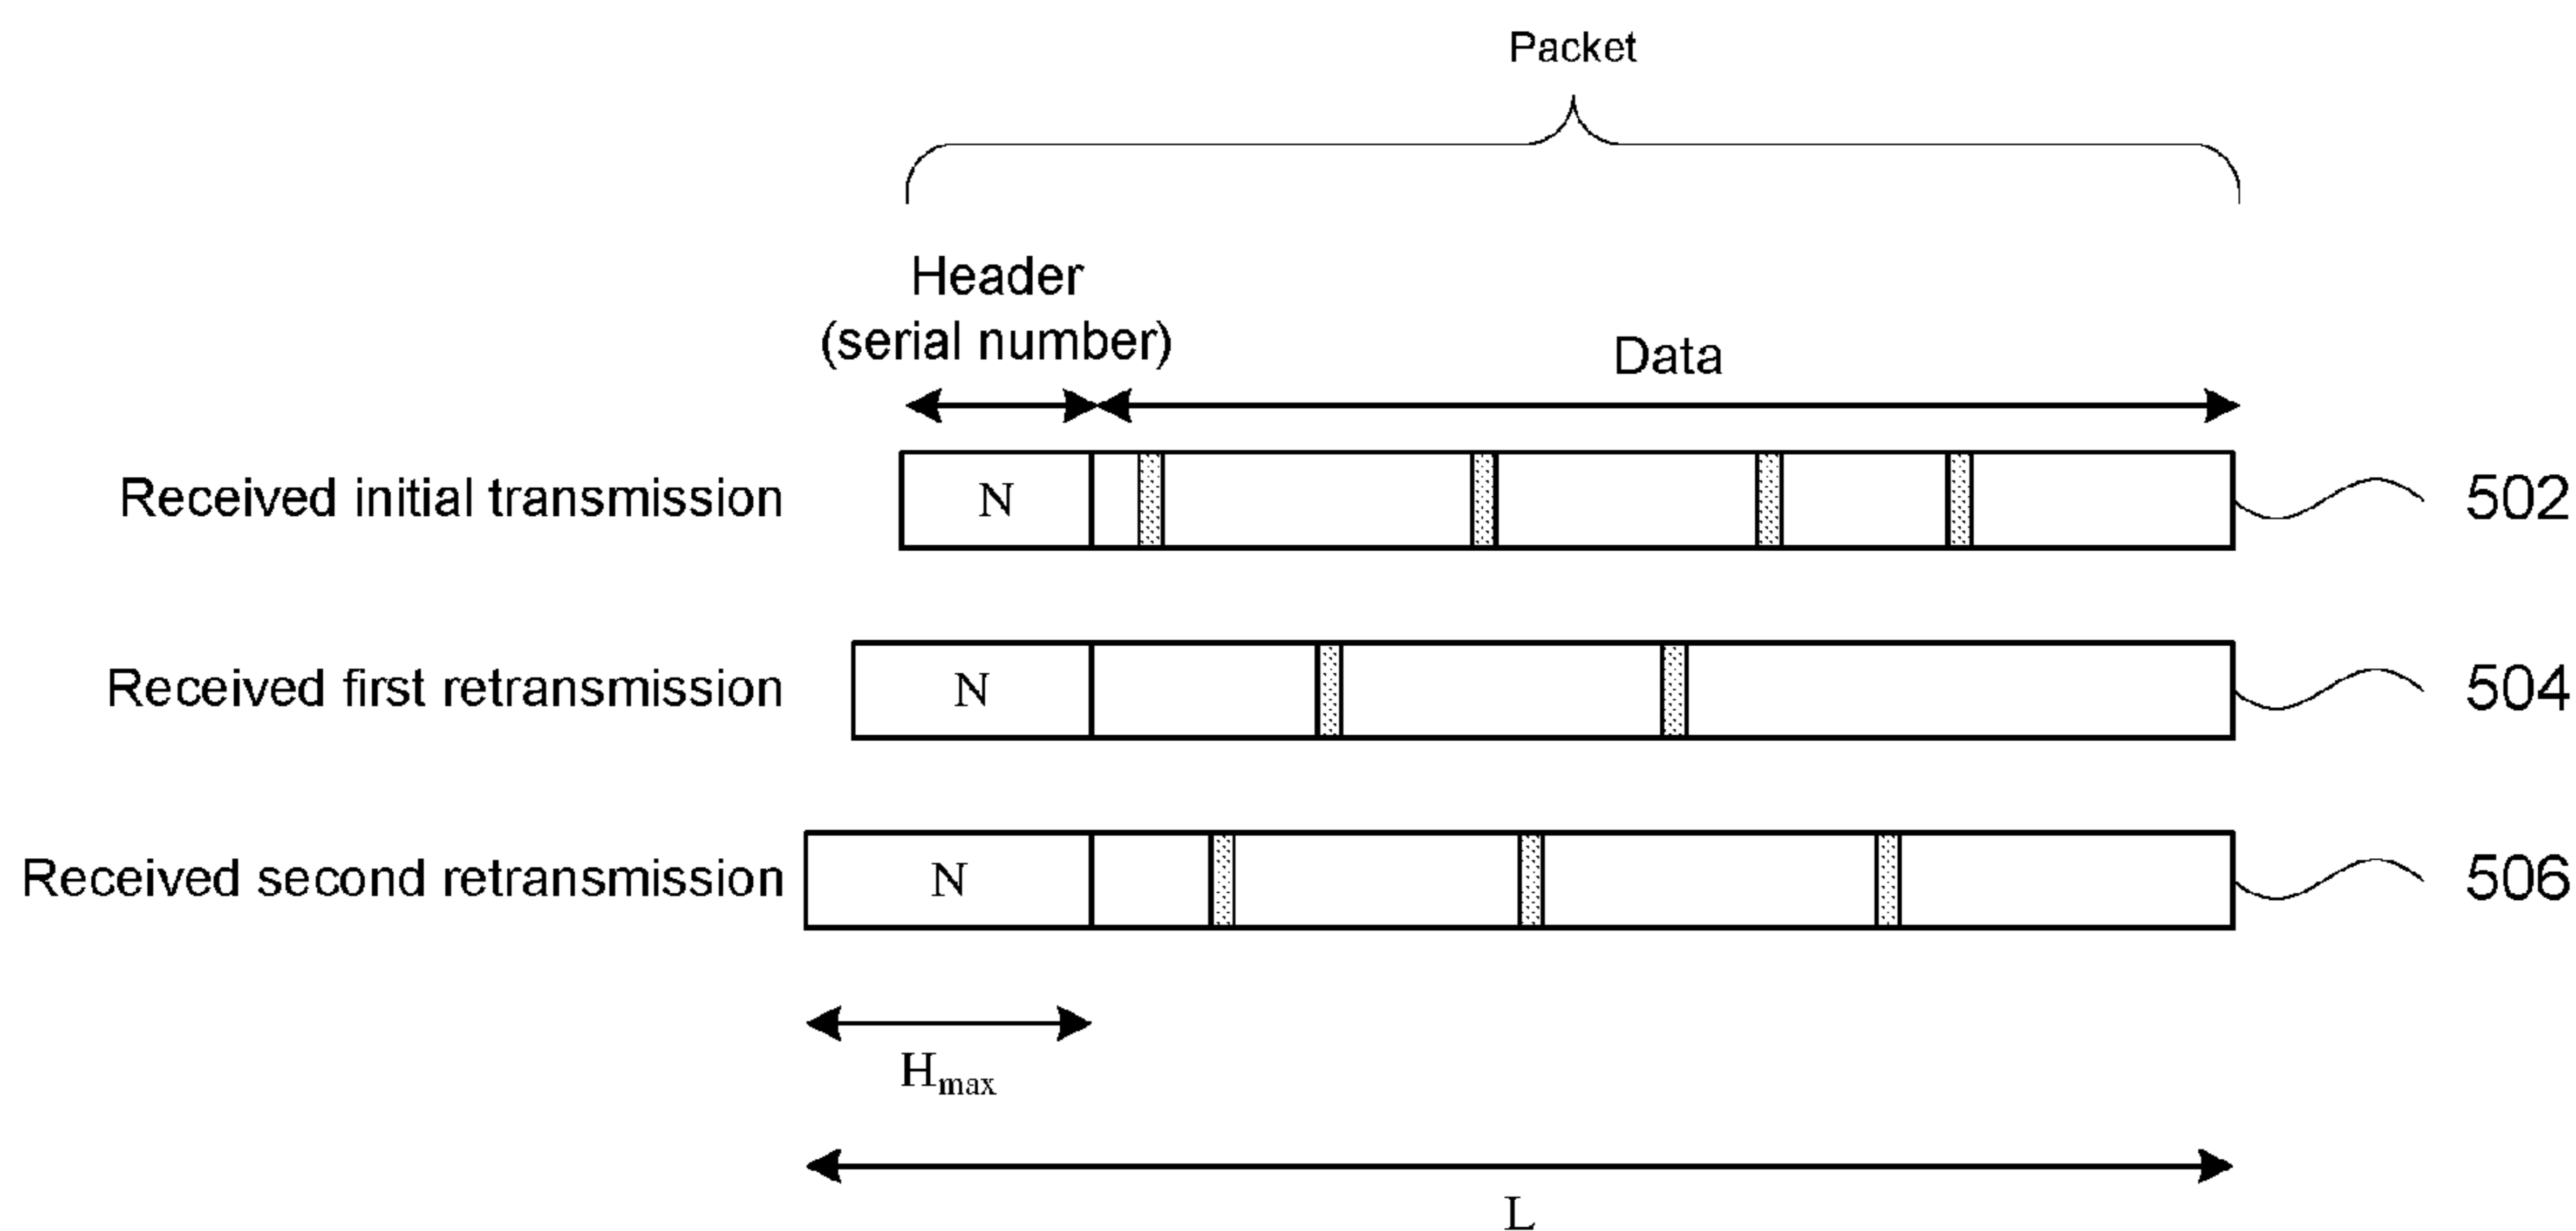 Packet
Header
(serial number)
Data
Received initial transmission
N
502
Received first retransmission
N
504
Received second retransmission
N
506
Hmax
L